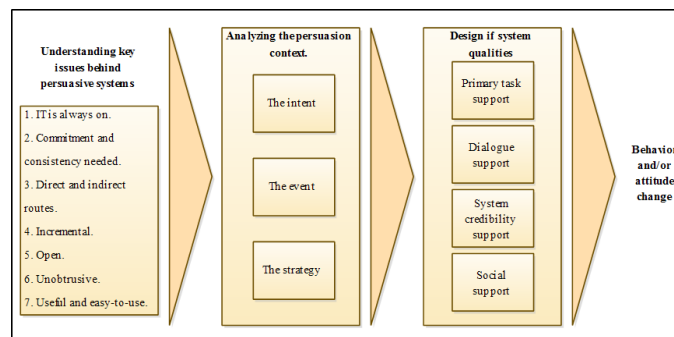 Understanding key
issues behind
persuasive systems
1. IT is always on.
2. Commitment and
consistency needed.
3. Direct and indirect
routes.
4. Incremental.
5. Open.
6. Unobtrusive.
7. Useful and easy-to-use.
Analyzing the persuasion
context.
The intent
The event
The strategy
Design if system
qualities
Primary task
support
Dialogue
support
System
credibility
support
Social
support
Behavior
and/or
attitude
change